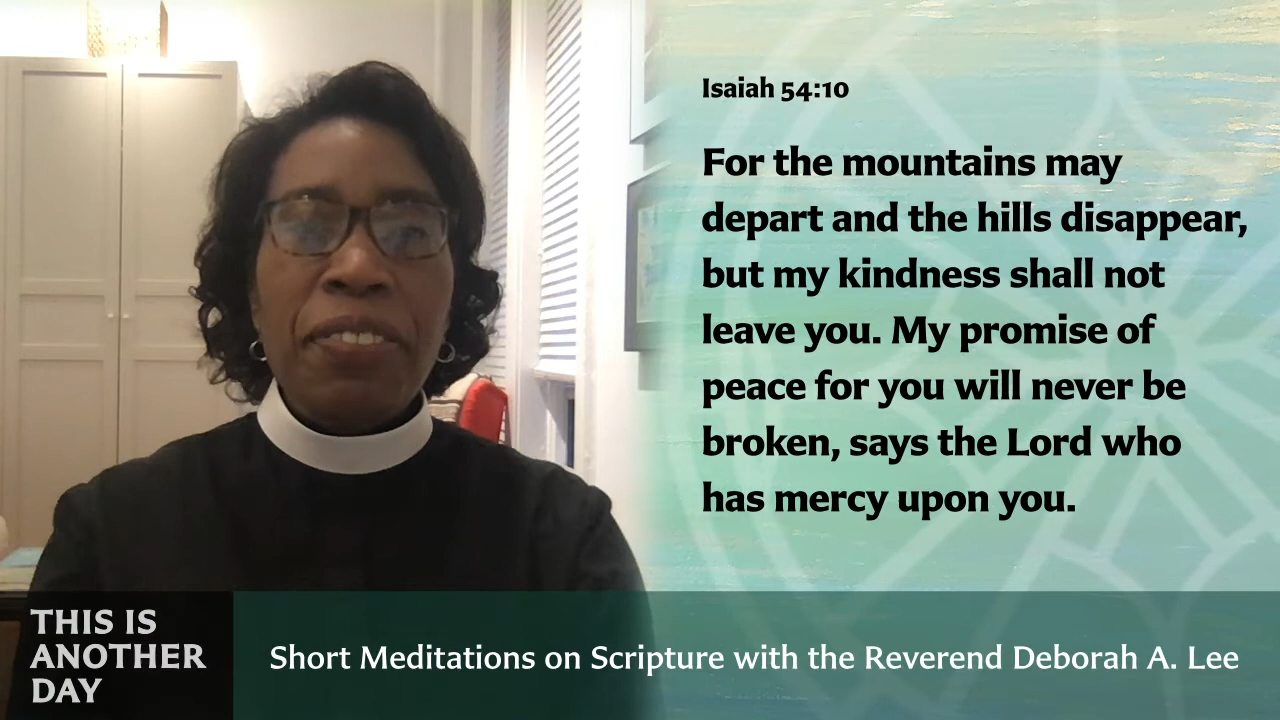 Isaiah 54:10
For the mountains may
depart and the hills disappear,
but my kindness shall not
leave you. My promise of
peace for you will never be
broken, says the Lord who
has mercy upon you.
THIS IS
ANOTHER
DAY
Short Meditations on Scripture with the Reverend Deborah A. Lee